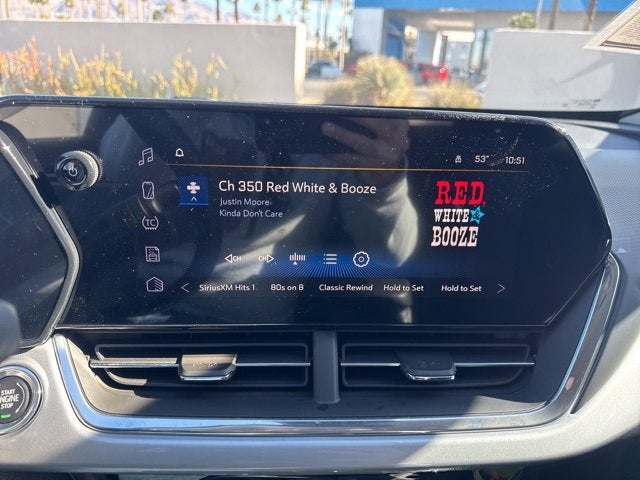 53° 10:51
Ch 350 Red White & Booze
Justin Moore
Kinda Don't Care
RED,
WHITE &
BOOZE
TC
CH CH
SiriusXM Hits 1 80s on 8 Classic Rewind Hold to Set Hold to Set
START
ENGINE
STOP